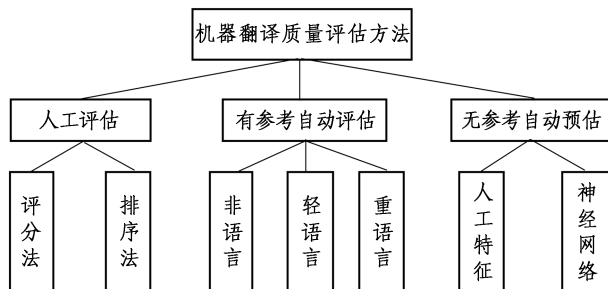 机器翻译质量评估方法
人工评估
有参考自动评估
无参考自动预估
评分法
排序法
非语言
轻语言
重语言
人工特征
神经网络